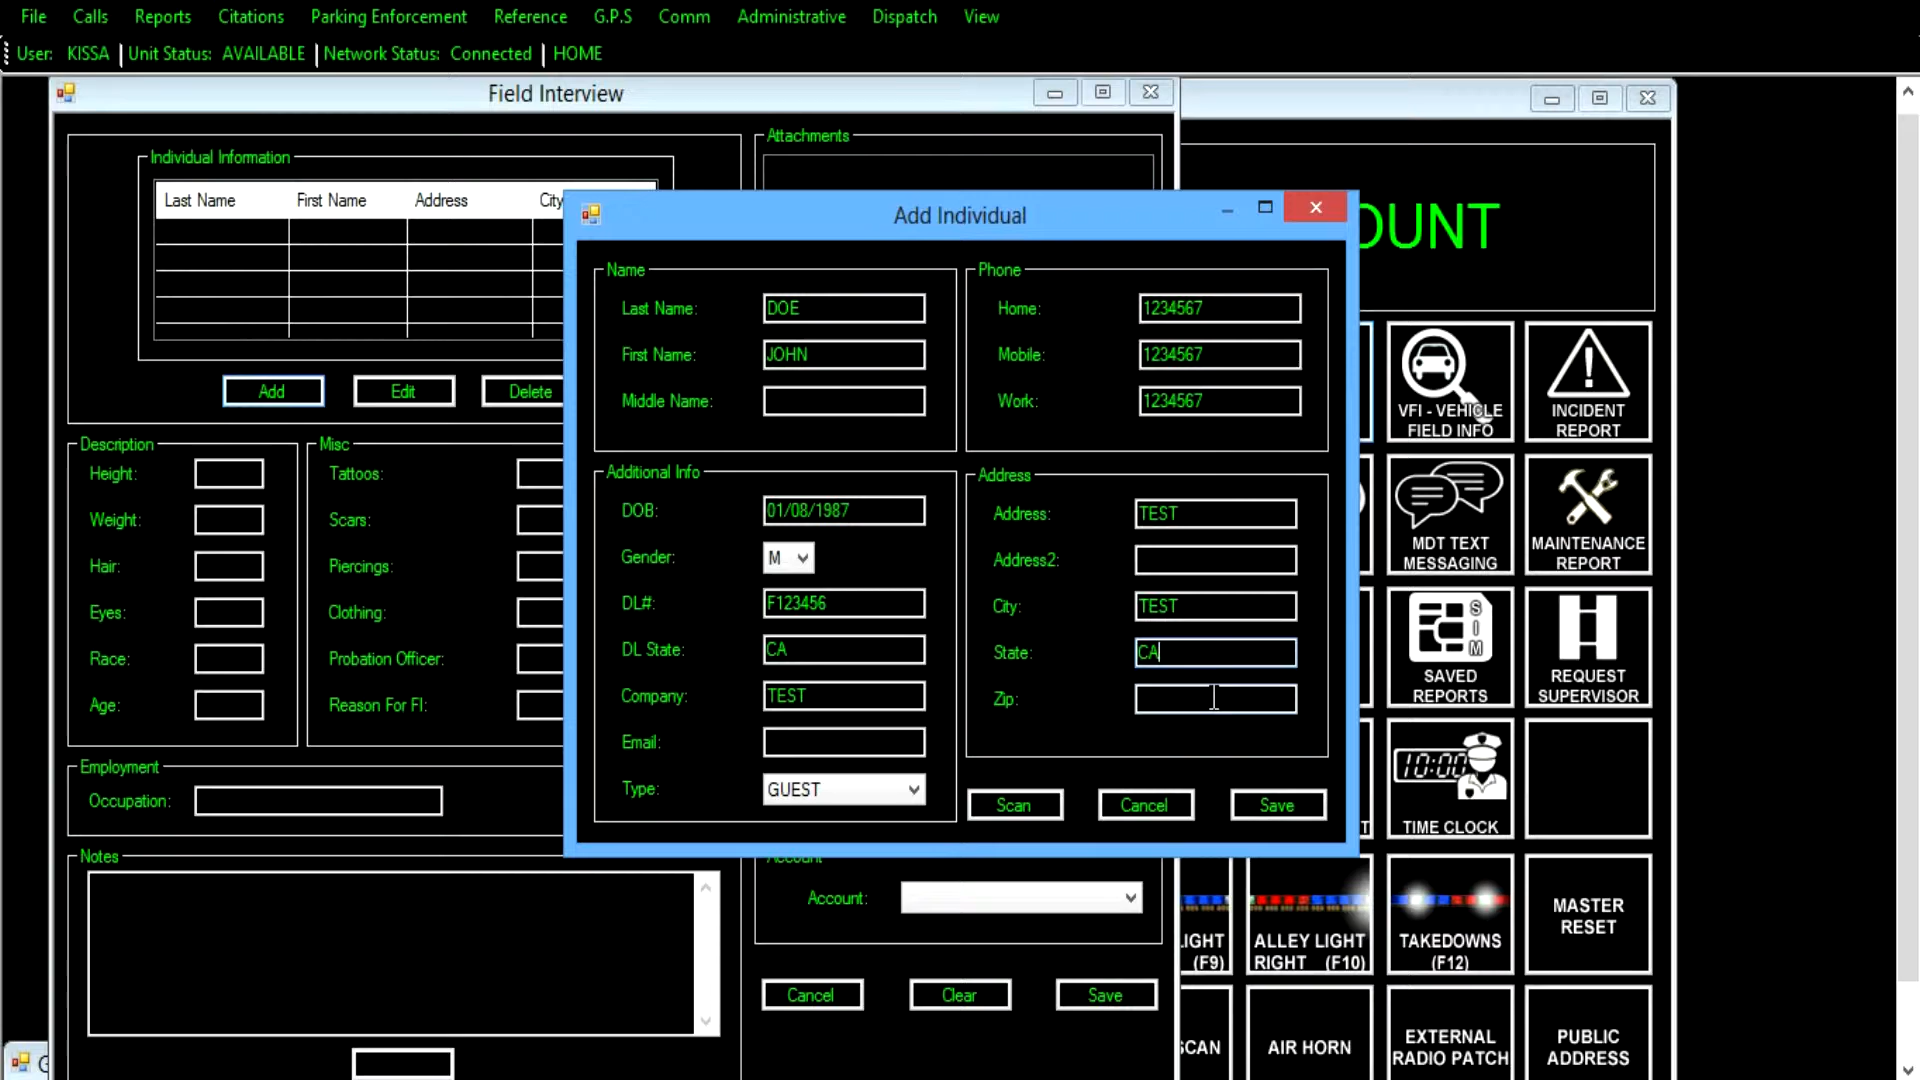 File Calls Reports Citations Parking Enforcement Reference G.P.S Comm Administrative Dispatch View
User: KISSA Unit Status: AVAILABLE Network Status: Connected HOME
Field Interview
Attachments
Individual Information
Last Name First Name Address City
Add Edit Delete
Description
Height:
Weight:
Hair:
Eyes:
Race:
Age:
Misc
Tattoos:
Scars:
Piercings:
Clothing:
Probation Officer:
Reason For FI:
Employment
Occupation:
Notes
Add Individual
Name
Last Name: DOE
First Name: JOHN
Middle Name:
Phone
Home: 1234567
Mobile: 1234567
Work: 1234567
Additional Info
DOB: 01/08/1987
Gender: M
DL#: F123456
DL State: CA
Company: TEST
Email:
Type: GUEST
Address
Address: TEST
Address2:
City: TEST
State: CA
Zip:
Scan Cancel Save
Account
Account:
Cancel Clear Save
OUNT
VFI - VEHICLE
FIELD INFO
INCIDENT
REPORT
MDT TEXT
MESSAGING
MAINTENANCE
REPORT
SIM
SAVED
REPORTS
REQUEST
SUPERVISOR
T
10:00
TIME CLOCK
LIGHT
(F9)
ALLEY LIGHT
RIGHT (F10)
TAKEDOWNS
(F12)
MASTER
RESET
SCAN
AIR HORN
EXTERNAL
RADIO PATCH
PUBLIC
ADDRESS